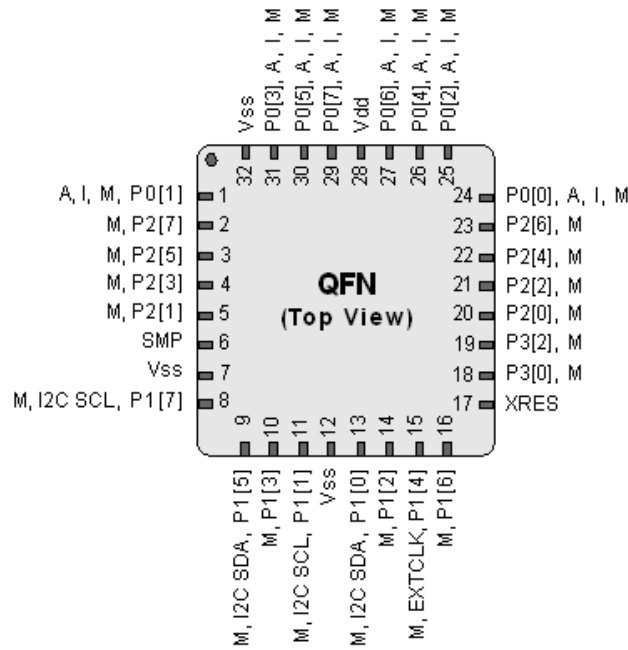 Vss
P0[3], A, I, M
P0[5], A, I, M
P0[7], A, I, M
Vdd
P0[6], A, I, M
P0[4], A, I, M
P0[2], A, I, M
32
31
30
29
28
27
26
25
A, I, M, P0[1]
1
M, P2[7]
2
M, P2[5]
3
M, P2[3]
4
M, P2[1]
5
SMP
6
Vss
7
M, I2C SCL, P1[7]
8
QFN
(Top View)
24
P0[0], A, I, M
23
P2[6], M
22
P2[4], M
21
P2[2], M
20
P2[0], M
19
P3[2], M
18
P3[0], M
17
XRES
9
10
11
12
13
14
15
16
M, I2C SDA, P1[5]
M, P1[3]
M, I2C SCL, P1[1]
Vss
M, I2C SDA, P1[0]
M, P1[2]
M, EXTCLK, P1[4]
M, P1[6]